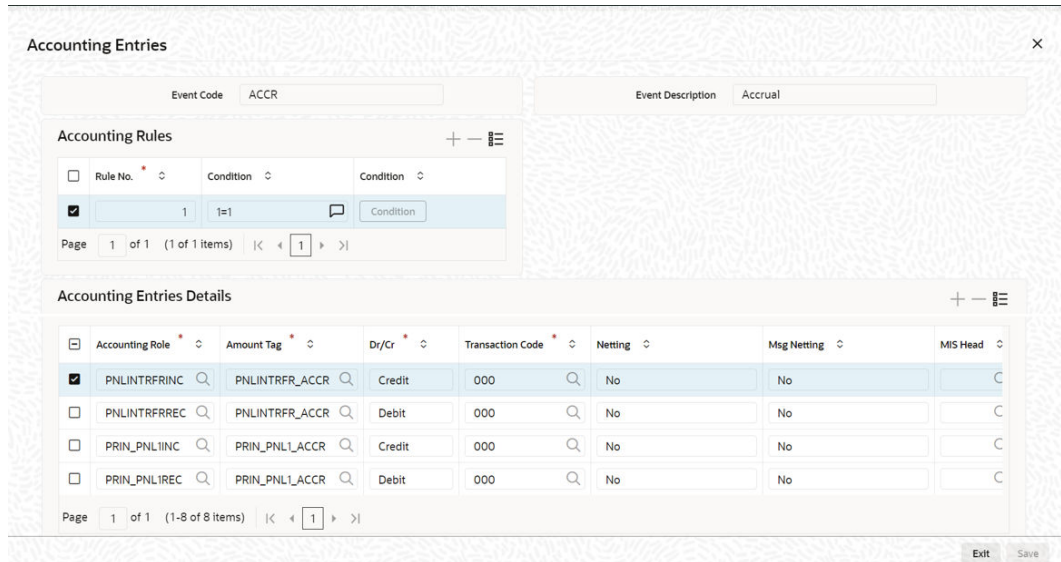 Accounting Entries
Event Code ACCR Event Description Accrual
Accounting Rules
Rule No. * Condition Condition
1 1=1 Condition
Page 1 of 1 (1 of 1 items) 1
Accounting Entries Details
Accounting Role * Amount Tag * Dr/Cr * Transaction Code * Netting Msg Netting MIS Head
PNLINTRFRINC PNLINTRFR_ACCR Credit 000 No No
PNLINTRFRREC PNLINTRFR_ACCR Debit 000 No No
PRIN_PNL1INC PRIN_PNL1_ACCR Credit 000 No No
PRIN_PNL1REC PRIN_PNL1_ACCR Debit 000 No No
Page 1 of 1 (1-8 of 8 items) 1
Exit Save